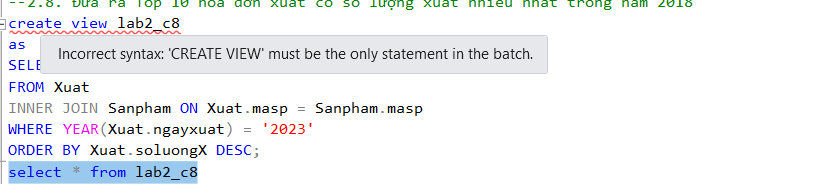 --2.8. Đưa ra Top 10 hóa đơn xuất có số lượng xuất nhiều nhất trong năm 2018
create view lab2_c8
as
Incorrect syntax: 'CREATE VIEW' must be the only statement in the batch.
FROM Xuat
INNER JOIN Sanpham ON Xuat.masp = Sanpham.masp
WHERE YEAR(Xuat.ngayxuat) = '2023'
ORDER BY Xuat.soluongX DESC;
select * from lab2_c8